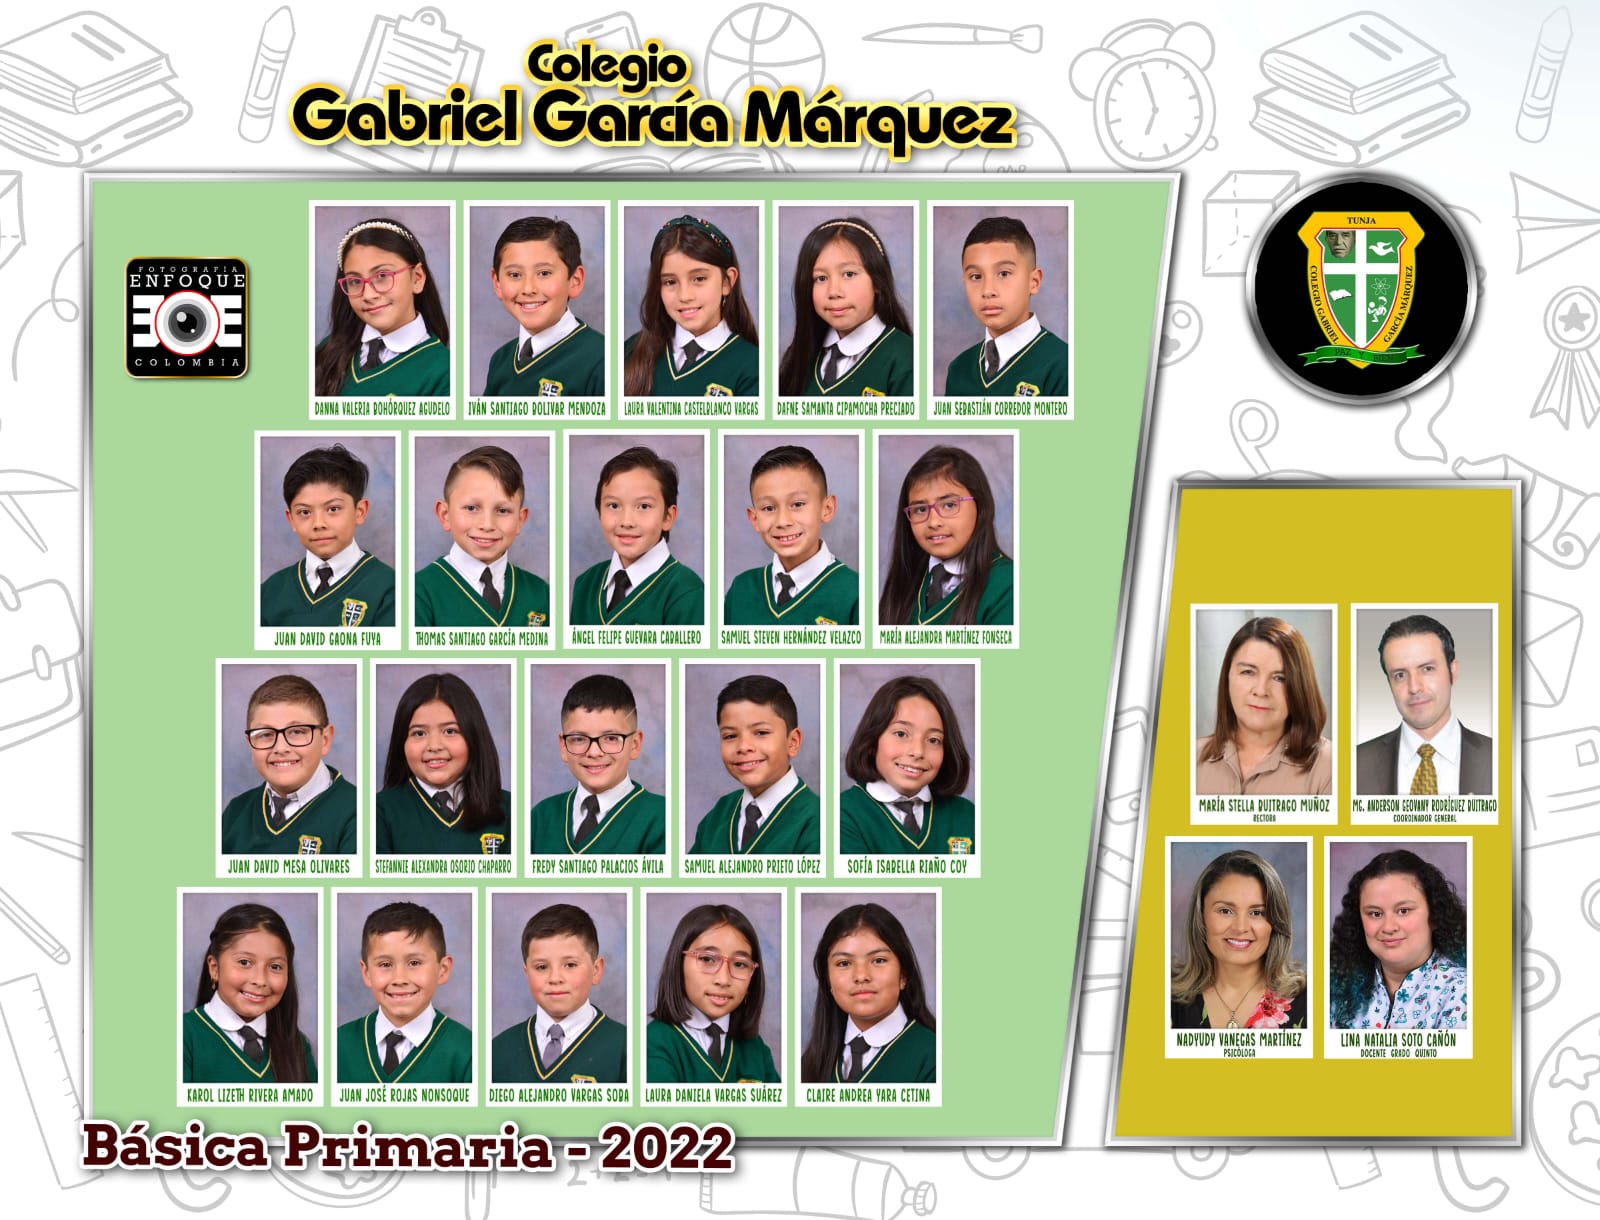 Colegio
Gabriel García Márquez
FOTOGRAFIA
ENFOQUE
COLOMBIA
TUNJA
COLEGIO GABRIEL
GARCÍA MÁRQUEZ
PAZ Y BIEN
DANNA VALERIA BOHÓRQUEZ AGUDELO
IVÁN SANTIAGO BOLIVAR MENDOZA
LAURA VALENTINA CASTELBLANCO VARGAS
DAFNE SAMANTA CIPAMOCHA PRECIADO
JUAN SEBASTIÁN CORREDOR MONTERO
JUAN DAVID GAONA FUYA
THOMAS SANTIAGO GARCÍA MEDINA
ÁNGEL FELIPE GUEVARA CABALLERO
SAMUEL STEVEN HERNÁNDEZ VELAZCO
MARÍA ALEJANDRA MARTÍNEZ FONSECA
JUAN DAVID MESA OLIVARES
STEFANNIE ALEXANDRA OSORIO CHAPARRO
FREDY SANTIAGO PALACIOS ÁVILA
SAMUEL ALEJANDRO PRIETO LÓPEZ
SOFÍA ISABELLA RIAÑO COY
KAROL LIZETH RIVERA AMADO
JUAN JOSÉ ROJAS NONSOQUE
DIEGO ALEJANDRO VARGAS SOBA
LAURA DANIELA VARGAS SUÁREZ
CLAIRE ANDREA YARA CETINA
MARÍA STELLA BUITRAGO MUÑOZ
RECTORA
MG. ANDERSON GEOVANY RODRÍGUEZ BUITRAGO
COORDINADOR GENERAL
NADYUDY VANEGAS MARTÍNEZ
PSICÓLOGA
LINA NATALIA SOTO CAÑÓN
DOCENTE GRADO QUINTO
Básica Primaria - 2022